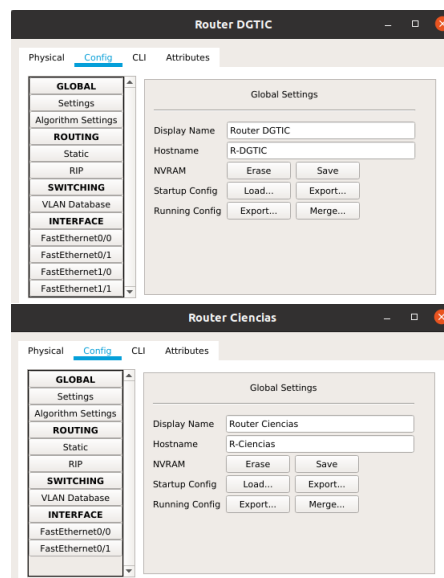 Router DGTIC
Physical Config CLI Attributes
GLOBAL
Settings
Algorithm Settings
ROUTING
Static
RIP
SWITCHING
VLAN Database
INTERFACE
FastEthernet0/0
FastEthernet0/1
FastEthernet1/0
FastEthernet1/1
Global Settings
Display Name Router DGTIC
Hostname R-DGTIC
NVRAM Erase Save
Startup Config Load... Export...
Running Config Export... Merge...
Router Ciencias
Physical Config CLI Attributes
GLOBAL
Settings
Algorithm Settings
ROUTING
Static
RIP
SWITCHING
VLAN Database
INTERFACE
FastEthernet0/0
FastEthernet0/1
Global Settings
Display Name Router Ciencias
Hostname R-Ciencias
NVRAM Erase Save
Startup Config Load... Export...
Running Config Export... Merge...